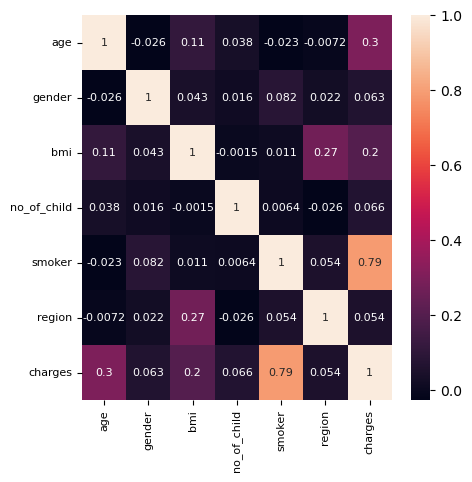 age 1 -0.026 0.11 0.038 -0.023 -0.0072 0.3
gender -0.026 1 0.043 0.016 0.082 0.022 0.063
bmi 0.11 0.043 1 -0.0015 0.011 0.27 0.2
no_of_child 0.038 0.016 -0.0015 1 0.0064 -0.026 0.066
smoker -0.023 0.082 0.011 0.0064 1 0.054 0.79
region -0.0072 0.022 0.27 -0.026 0.054 1 0.054
charges 0.3 0.063 0.2 0.066 0.79 0.054 1
age gender bmi no_of_child smoker region charges
1.0
0.8
0.6
0.4
0.2
0.0